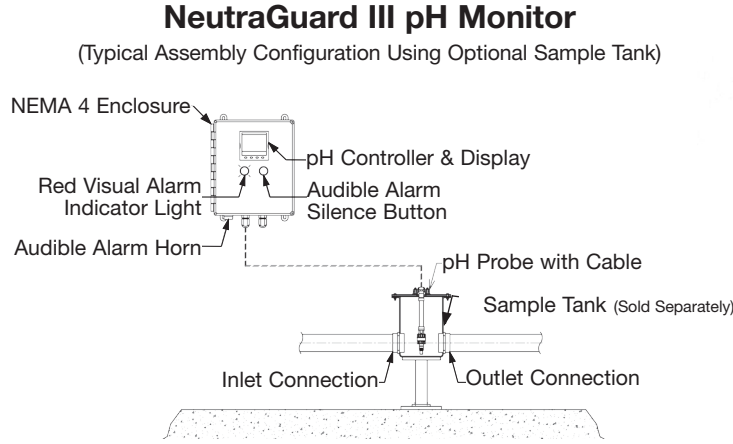 NeutraGuard III pH Monitor
(Typical Assembly Configuration Using Optional Sample Tank)
NEMA 4 Enclosure
pH Controller & Display
Red Visual Alarm
Indicator Light
Audible Alarm
Silence Button
Audible Alarm Horn
pH Probe with Cable
Sample Tank (Sold Separately)
Inlet Connection
Outlet Connection